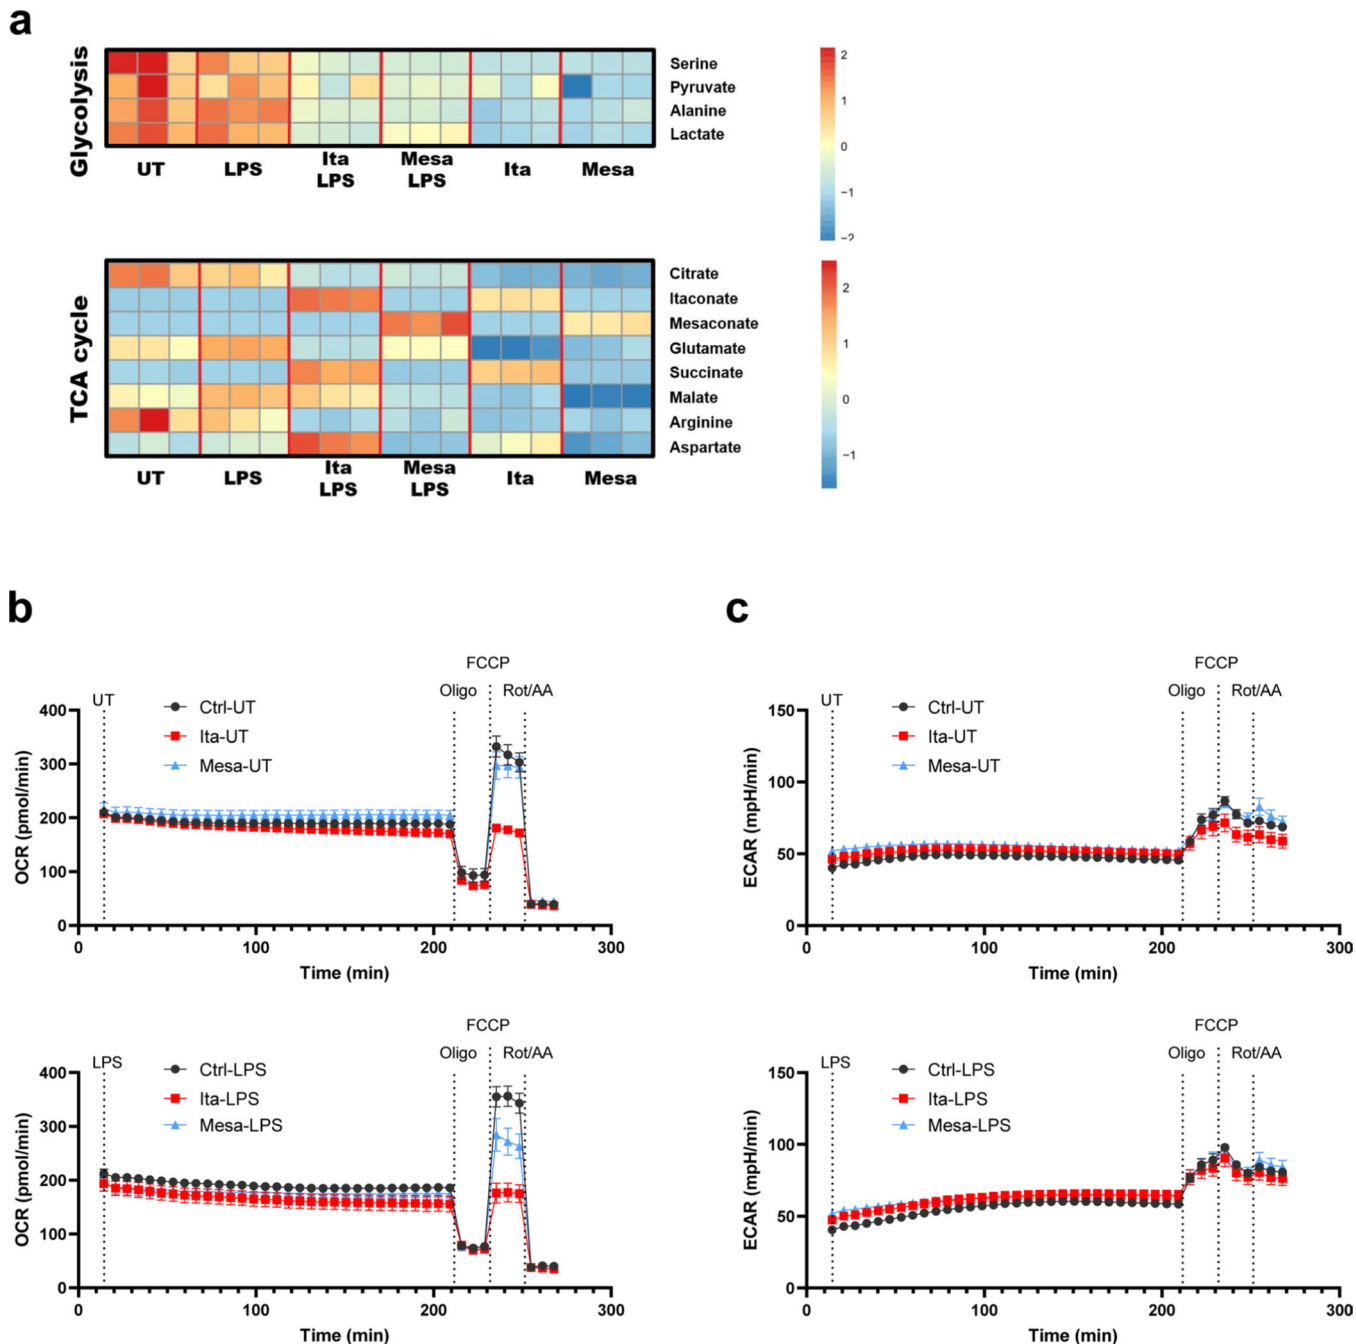 a
Glycolysis
Serine
Pyruvate
Alanine
Lactate
UT LPS Ita LPS Mesa LPS Ita Mesa
2
1
0
−1
−2
TCA cycle
Citrate
Itaconate
Mesaconate
Glutamate
Succinate
Malate
Arginine
Aspartate
UT LPS Ita LPS Mesa LPS Ita Mesa
2
1
0
−1
b
FCCP
UT Oligo Rot/AA
Ctrl-UT
Ita-UT
Mesa-UT
OCR (pmol/min)
400
300
200
100
0
0 100 200 300
Time (min)
c
FCCP
UT Oligo Rot/AA
Ctrl-UT
Ita-UT
Mesa-UT
ECAR (mpH/min)
150
100
50
0
0 100 200 300
Time (min)
FCCP
LPS Oligo Rot/AA
Ctrl-LPS
Ita-LPS
Mesa-LPS
OCR (pmol/min)
400
300
200
100
0
0 100 200 300
Time (min)
FCCP
LPS Oligo Rot/AA
Ctrl-LPS
Ita-LPS
Mesa-LPS
ECAR (mpH/min)
150
100
50
0
0 100 200 300
Time (min)